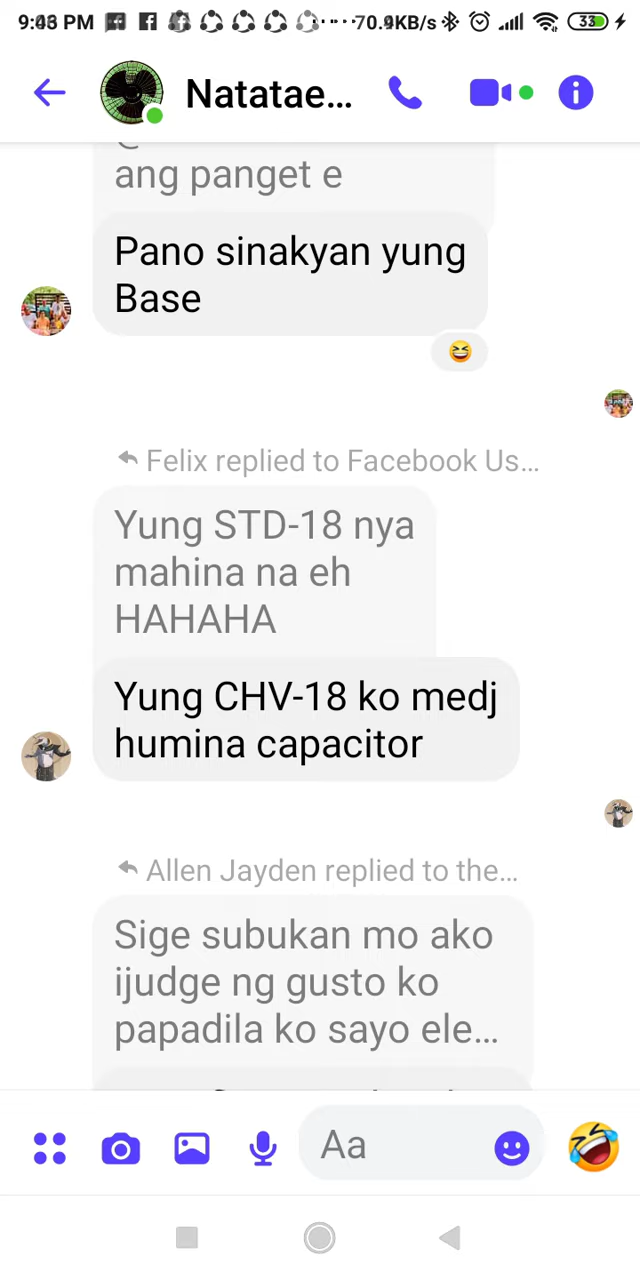 9:43 PM
70.9KB/s
33
Natatae...
ang panget e
Pano sinakyan yung
Base
Felix replied to Facebook Us...
Yung STD-18 nya
mahina na eh
HAHAHA
Yung CHV-18 ko medj
humina capacitor
Allen Jayden replied to the...
Sige subukan mo ako
ijudge ng gusto ko
papadila ko sayo ele...
Aa